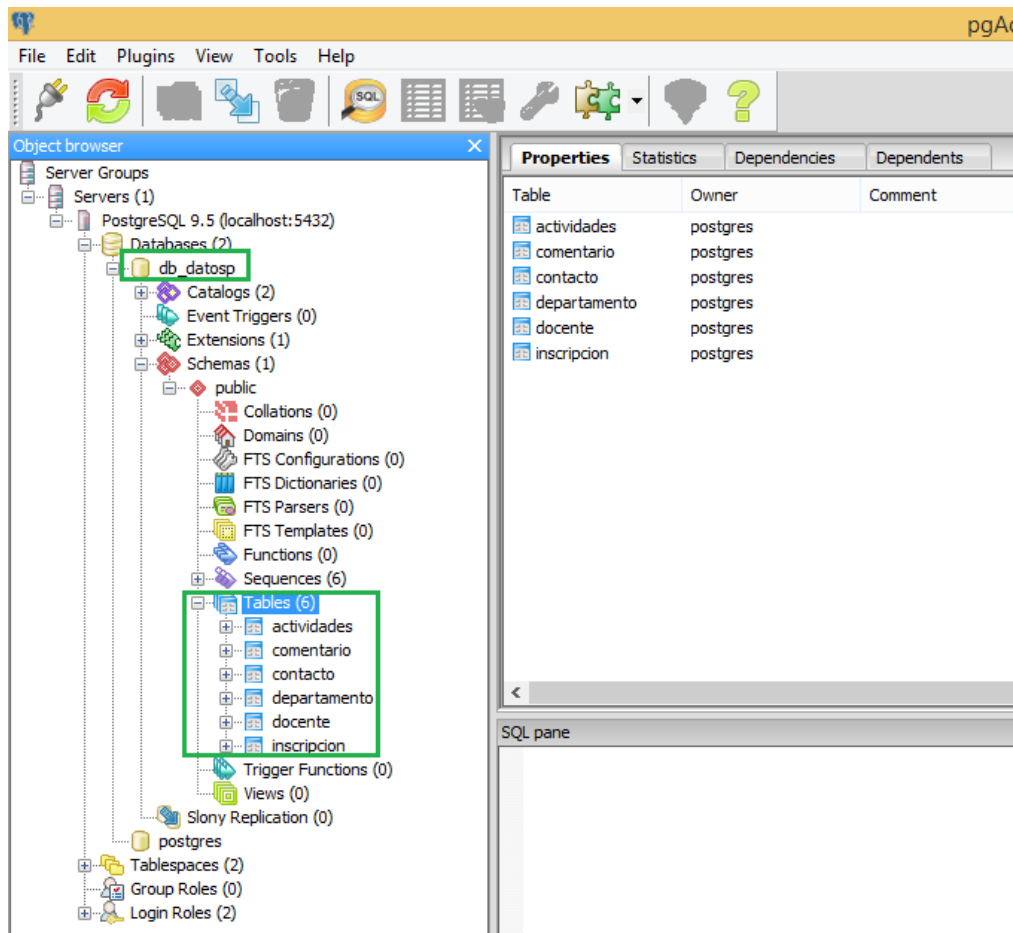 pgAd
File Edit Plugins View Tools Help
SQL
Object browser
Server Groups
Servers (1)
PostgreSQL 9.5 (localhost:5432)
Databases (2)
db_datosp
Catalogs (2)
Event Triggers (0)
Extensions (1)
Schemas (1)
public
Collations (0)
Domains (0)
FTS Configurations (0)
FTS Dictionaries (0)
FTS Parsers (0)
FTS Templates (0)
Functions (0)
Sequences (6)
Tables (6)
actividades
comentario
contacto
departamento
docente
inscripcion
Trigger Functions (0)
Views (0)
Slony Replication (0)
postgres
Tablespaces (2)
Group Roles (0)
Login Roles (2)
Properties Statistics Dependencies Dependents
Table Owner Comment
actividades postgres
comentario postgres
contacto postgres
departamento postgres
docente postgres
inscripcion postgres
SQL pane